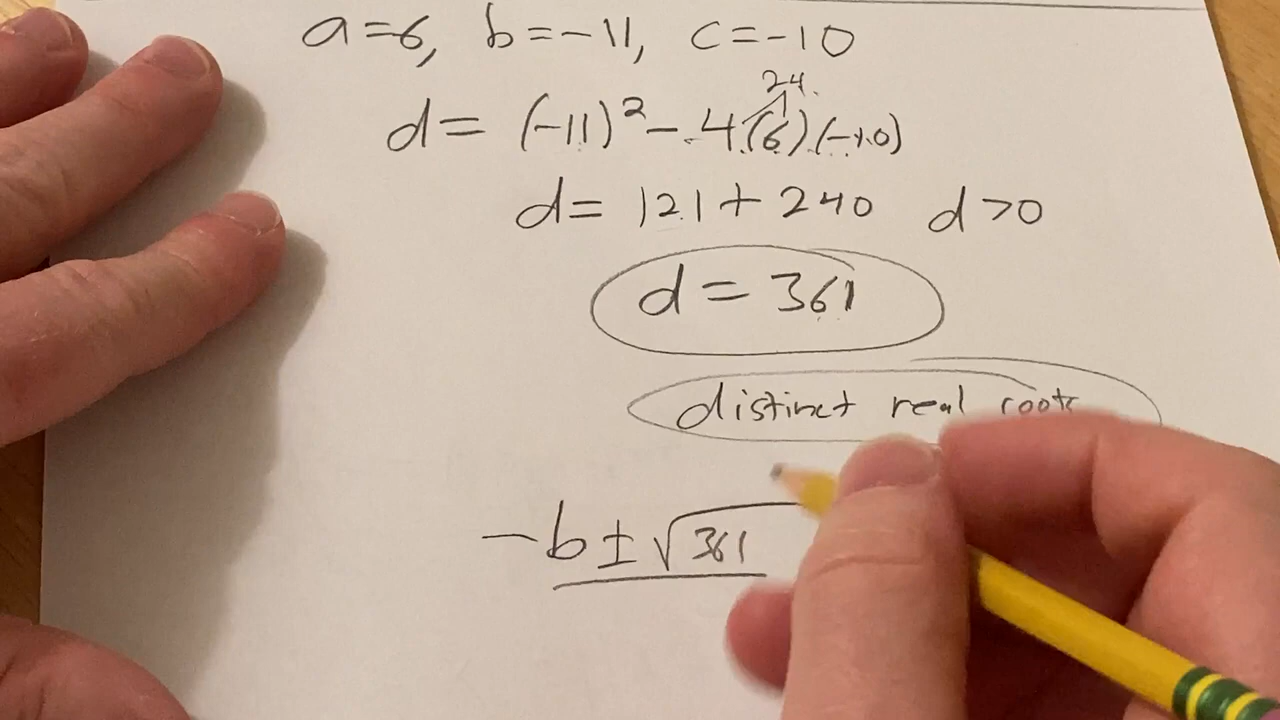 a=6, b=-11, c=-10
24.
d= (-11)² - 4(6)(-10)
d= 121+240 d>0
d=361
distinct real roots
-b±√361